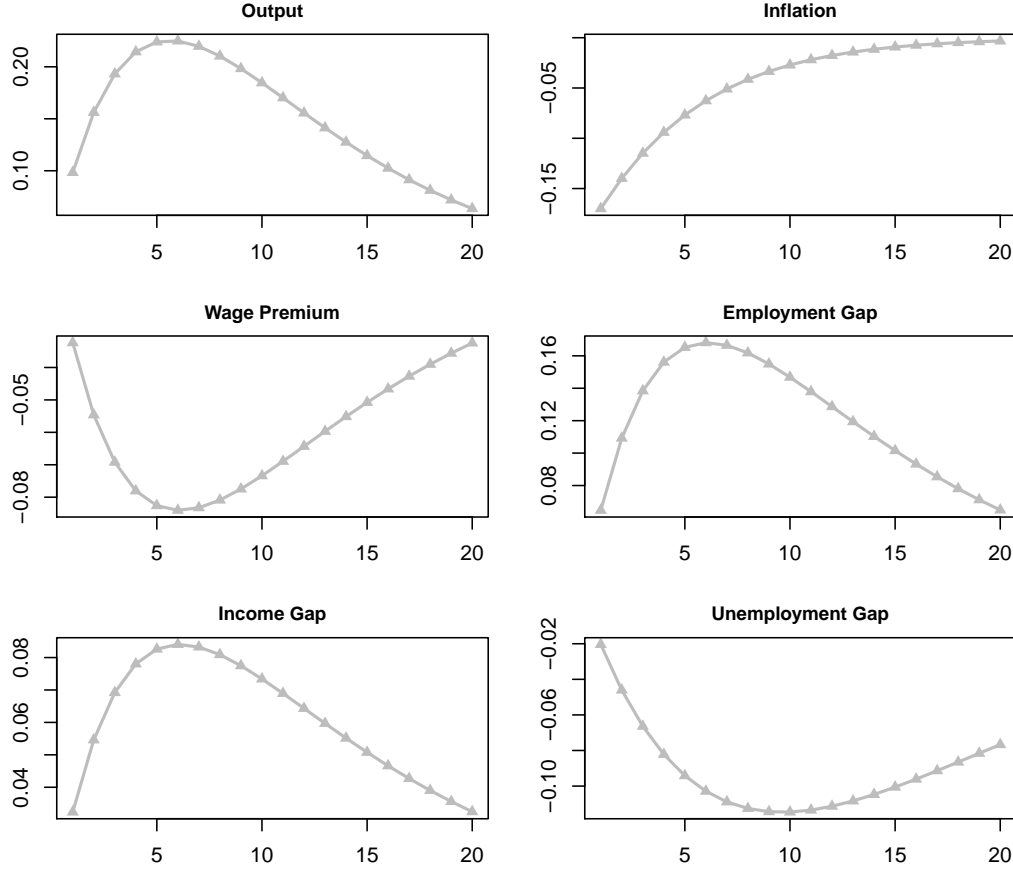 Output
0.20
0.10
5 10 15 20
Inflation
−0.05
−0.15
5 10 15 20
Wage Premium
−0.05
−0.08
5 10 15 20
Employment Gap
0.16
0.12
0.08
5 10 15 20
Income Gap
0.08
0.06
0.04
5 10 15 20
Unemployment Gap
−0.02
−0.06
−0.10
5 10 15 20